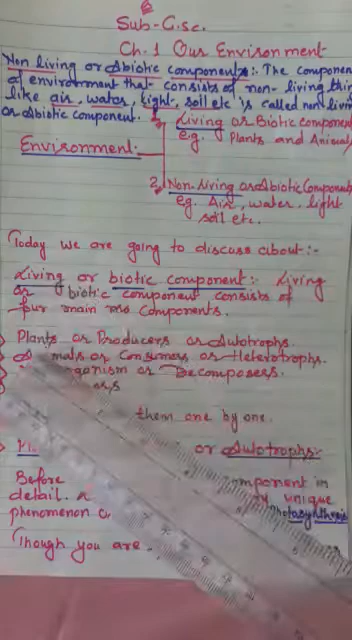 Sub-G.sc.
Ch.1 Our Environment
Non living or Abiotic components:- The component
of environment that consists of non-living thin
like air, water, light, soil etc is called non livin
or Abiotic component.
1. Living or Biotic component
e.g. Plants and Animal
Environment
2. Non-living or Abiotic Component
e.g. Air, water, light
soil etc.
Today we are going to discuss about:-
Living or biotic component:- Living
or biotic component consists of
four main components.
Plants or Producers or Autotrophs.
mals or Consumers or Heterotrophs.
ganism or Decomposers.
ors
them one by one.
Pl or Autotrophs:-
Before omponent in
detail. a unique
phenomenon o Photosynthesis
Though you are